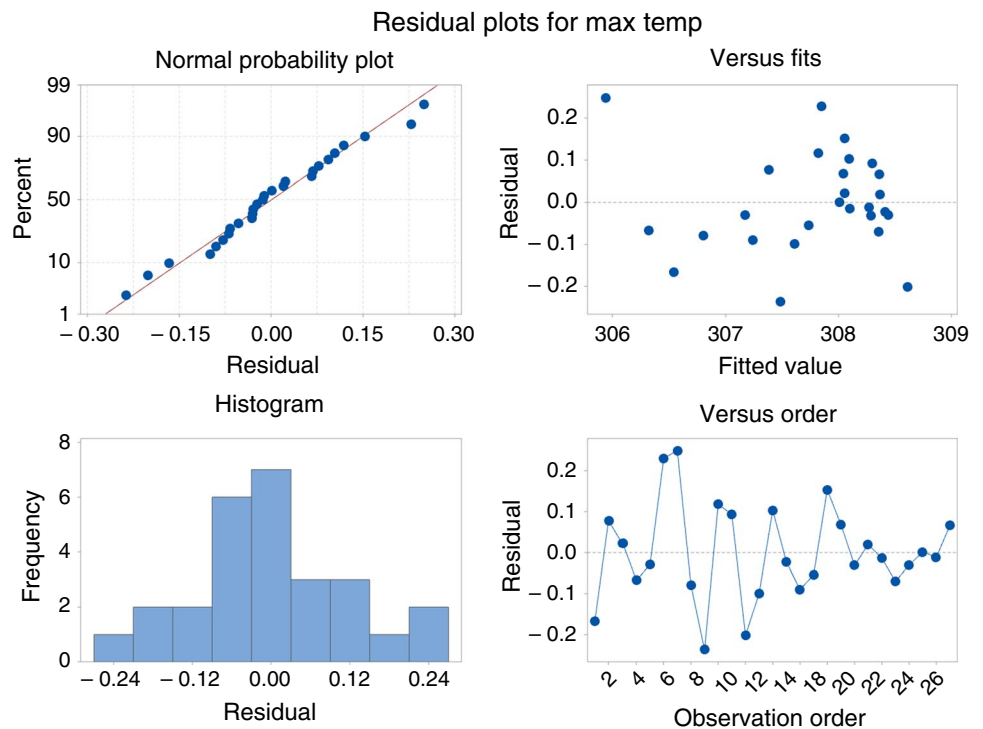 Residual plots for max temp
Normal probability plot
99
90
50
10
1
Percent
– 0.30 – 0.15 0.00 0.15 0.30
Residual
Versus fits
0.2
0.1
0.0
– 0.1
– 0.2
Residual
306 307 308 309
Fitted value
Histogram
8
6
4
2
0
Frequency
– 0.24 – 0.12 0.00 0.12 0.24
Residual
Versus order
0.2
0.1
0.0
– 0.1
– 0.2
Residual
2 4 6 8 10 12 14 18 20 22 24 26
Observation order